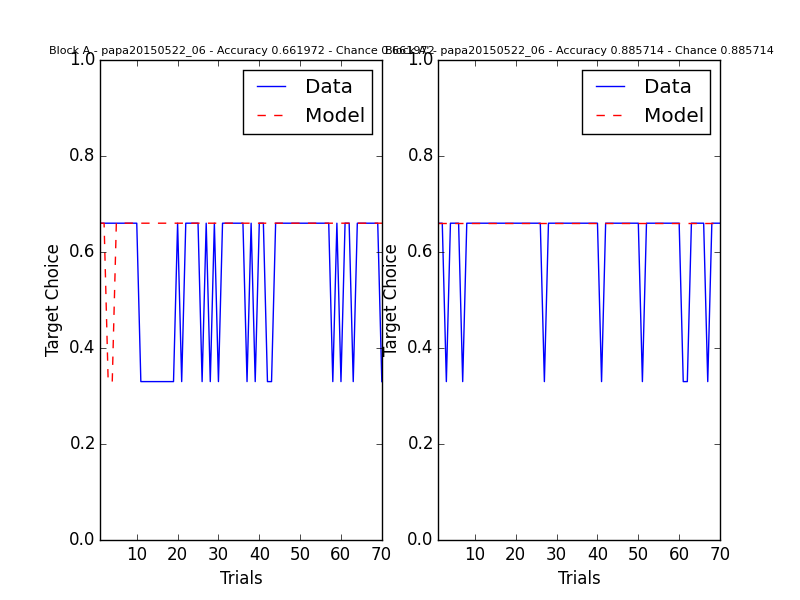 Block A - papa20150522_06 - Accuracy 0.661972 - Chance 0.661972
Block A - papa20150522_06 - Accuracy 0.885714 - Chance 0.885714
1.0
0.8
0.6
0.4
0.2
0.0
Target Choice
Data
Model
10 20 30 40 50 60 70
Trials
1.0
0.8
0.6
0.4
0.2
0.0
Target Choice
Data
Model
10 20 30 40 50 60 70
Trials